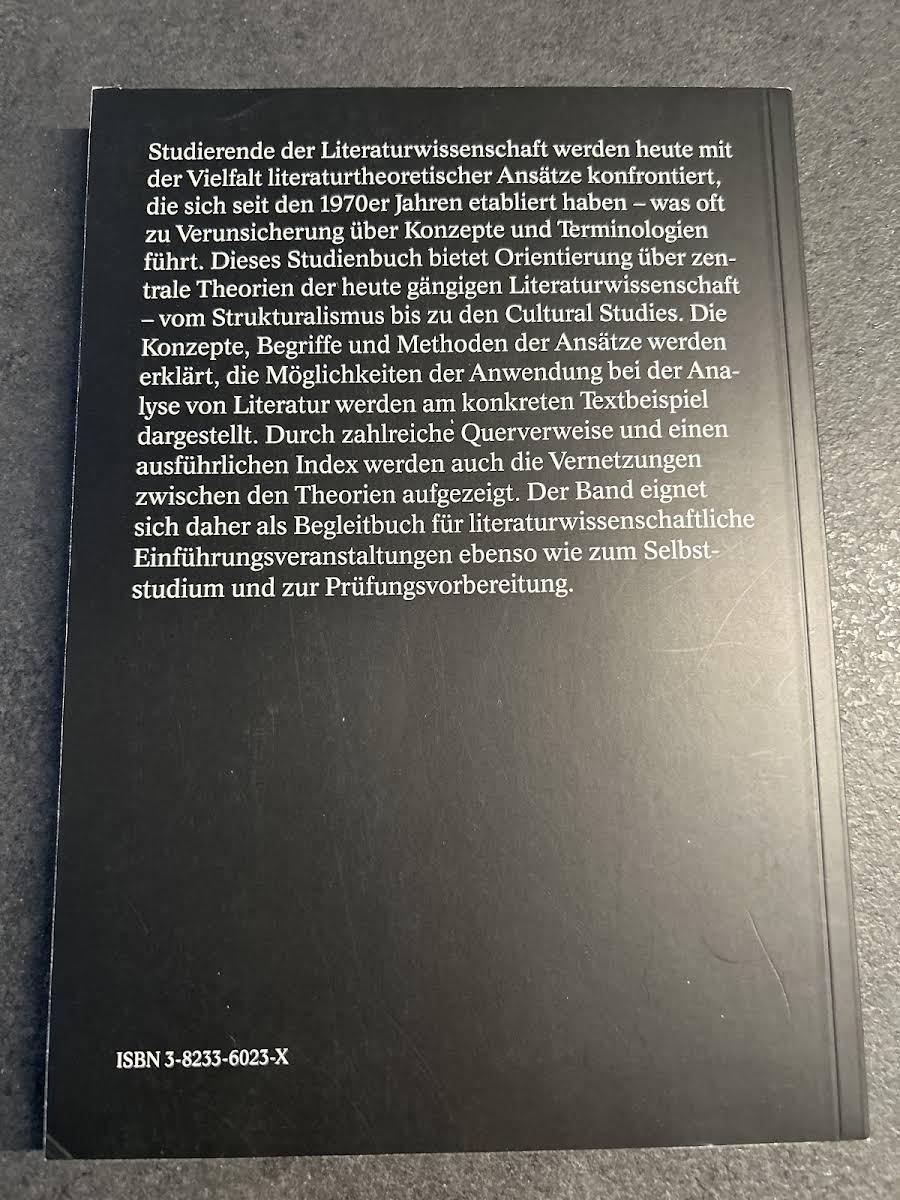 Studierende der Literaturwissenschaft werden heute mit
der Vielfalt literaturtheoretischer Ansätze konfrontiert,
die sich seit den 1970er Jahren etabliert haben – was oft
zu Verunsicherung über Konzepte und Terminologien
führt. Dieses Studienbuch bietet Orientierung über zen-
trale Theorien der heute gängigen Literaturwissenschaft
– vom Strukturalismus bis zu den Cultural Studies. Die
Konzepte, Begriffe und Methoden der Ansätze werden
erklärt, die Möglichkeiten der Anwendung bei der Ana-
lyse von Literatur werden am konkreten Textbeispiel
dargestellt. Durch zahlreiche Querverweise und einen
ausführlichen Index werden auch die Vernetzungen
zwischen den Theorien aufgezeigt. Der Band eignet
sich daher als Begleitbuch für literaturwissenschaftliche
Einführungsveranstaltungen ebenso wie zum Selbst-
studium und zur Prüfungsvorbereitung.
ISBN 3-8233-6023-X